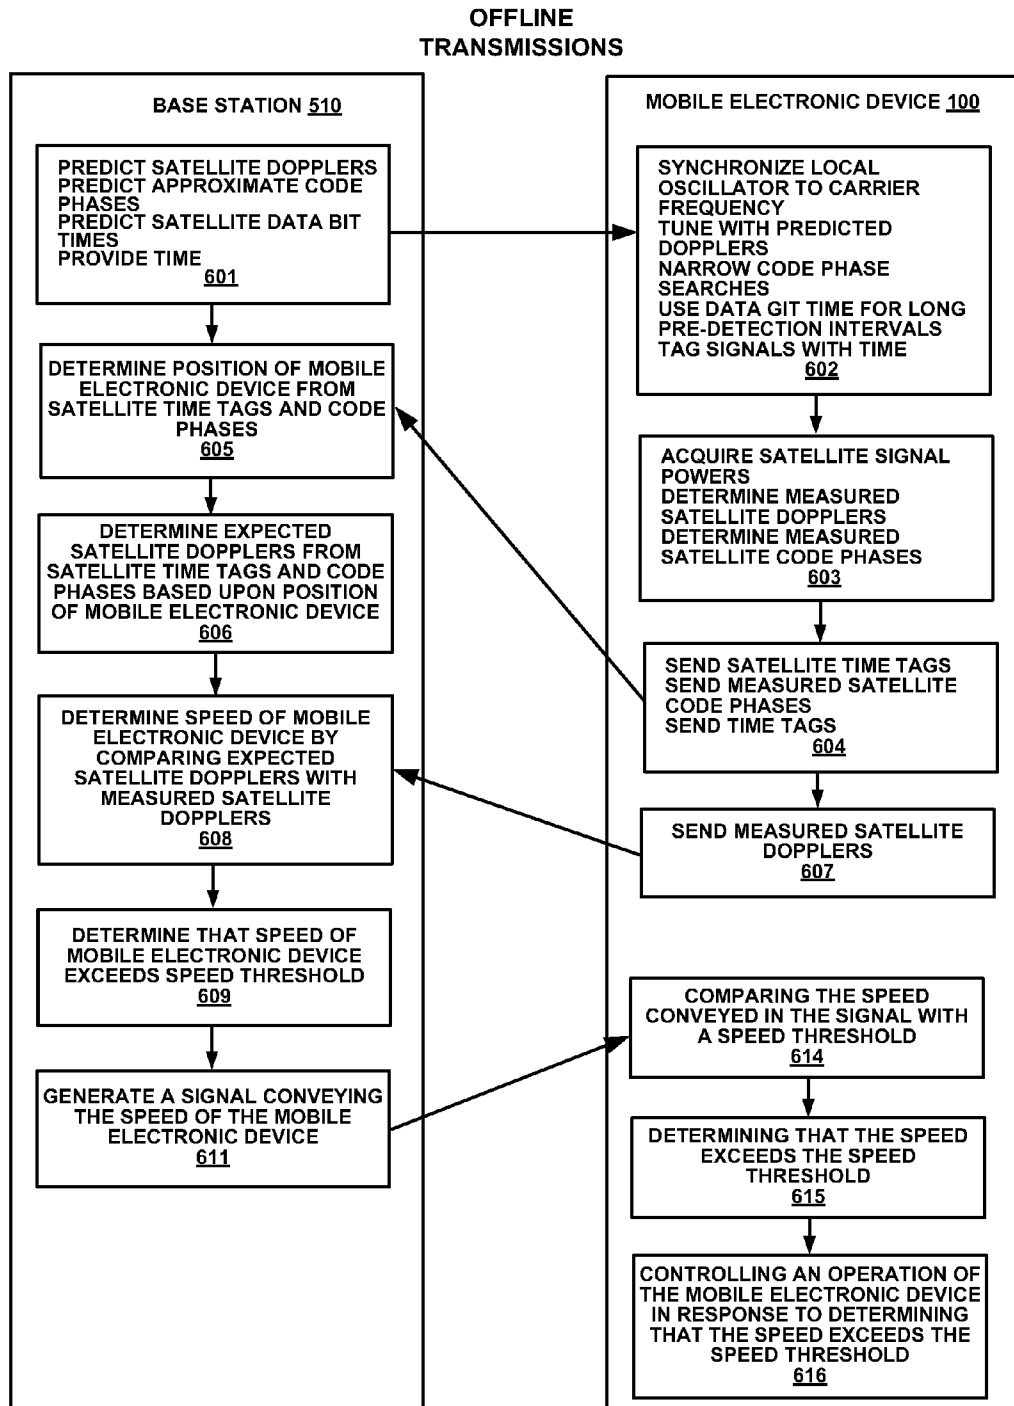 OFFLINE
TRANSMISSIONS
BASE STATION 510
PREDICT SATELLITE DOPPLERS
PREDICT APPROXIMATE CODE
PHASES
PREDICT SATELLITE DATA BIT
TIMES
PROVIDE TIME
601
DETERMINE POSITION OF MOBILE
ELECTRONIC DEVICE FROM
SATELLITE TIME TAGS AND CODE
PHASES
605
DETERMINE EXPECTED
SATELLITE DOPPLERS FROM
SATELLITE TIME TAGS AND CODE
PHASES BASED UPON POSITION
OF MOBILE ELECTRONIC DEVICE
606
DETERMINE SPEED OF MOBILE
ELECTRONIC DEVICE BY
COMPARING EXPECTED
SATELLITE DOPPLERS WITH
MEASURED SATELLITE
DOPPLERS
608
DETERMINE THAT SPEED OF
MOBILE ELECTRONIC DEVICE
EXCEEDS SPEED THRESHOLD
609
GENERATE A SIGNAL CONVEYING
THE SPEED OF THE MOBILE
ELECTRONIC DEVICE
611
MOBILE ELECTRONIC DEVICE 100
SYNCHRONIZE LOCAL
OSCILLATOR TO CARRIER
FREQUENCY
TUNE WITH PREDICTED
DOPPLERS
NARROW CODE PHASE
SEARCHES
USE DATA GIT TIME FOR LONG
PRE-DETECTION INTERVALS
TAG SIGNALS WITH TIME
602
ACQUIRE SATELLITE SIGNAL
POWERS
DETERMINE MEASURED
SATELLITE DOPPLERS
DETERMINE MEASURED
SATELLITE CODE PHASES
603
SEND SATELLITE TIME TAGS
SEND MEASURED SATELLITE
CODE PHASES
SEND TIME TAGS
604
SEND MEASURED SATELLITE
DOPPLERS
607
COMPARING THE SPEED
CONVEYED IN THE SIGNAL WITH
A SPEED THRESHOLD
614
DETERMINING THAT THE SPEED
EXCEEDS THE SPEED
THRESHOLD
615
CONTROLLING AN OPERATION OF
THE MOBILE ELECTRONIC DEVICE
IN RESPONSE TO DETERMINING
THAT THE SPEED EXCEEDS THE
SPEED THRESHOLD
616